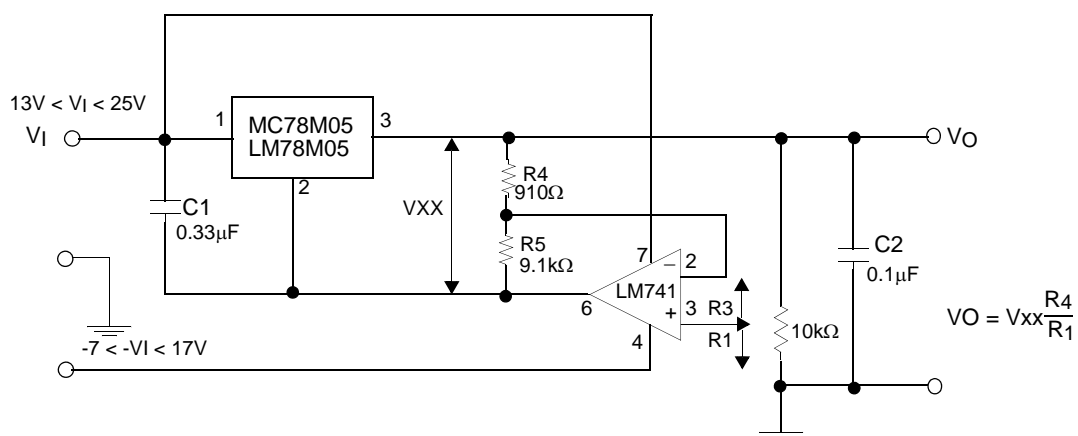 13V < VI < 25V
VI
1
MC78M05
LM78M05
3
VO
2
C1
0.33µF
VXX
R4
910Ω
R5
9.1kΩ
7
–
2
LM741
6
+
3
4
R3
R1
10kΩ
C2
0.1µF
VO = Vxx R4
R1
-7 < -VI < 17V